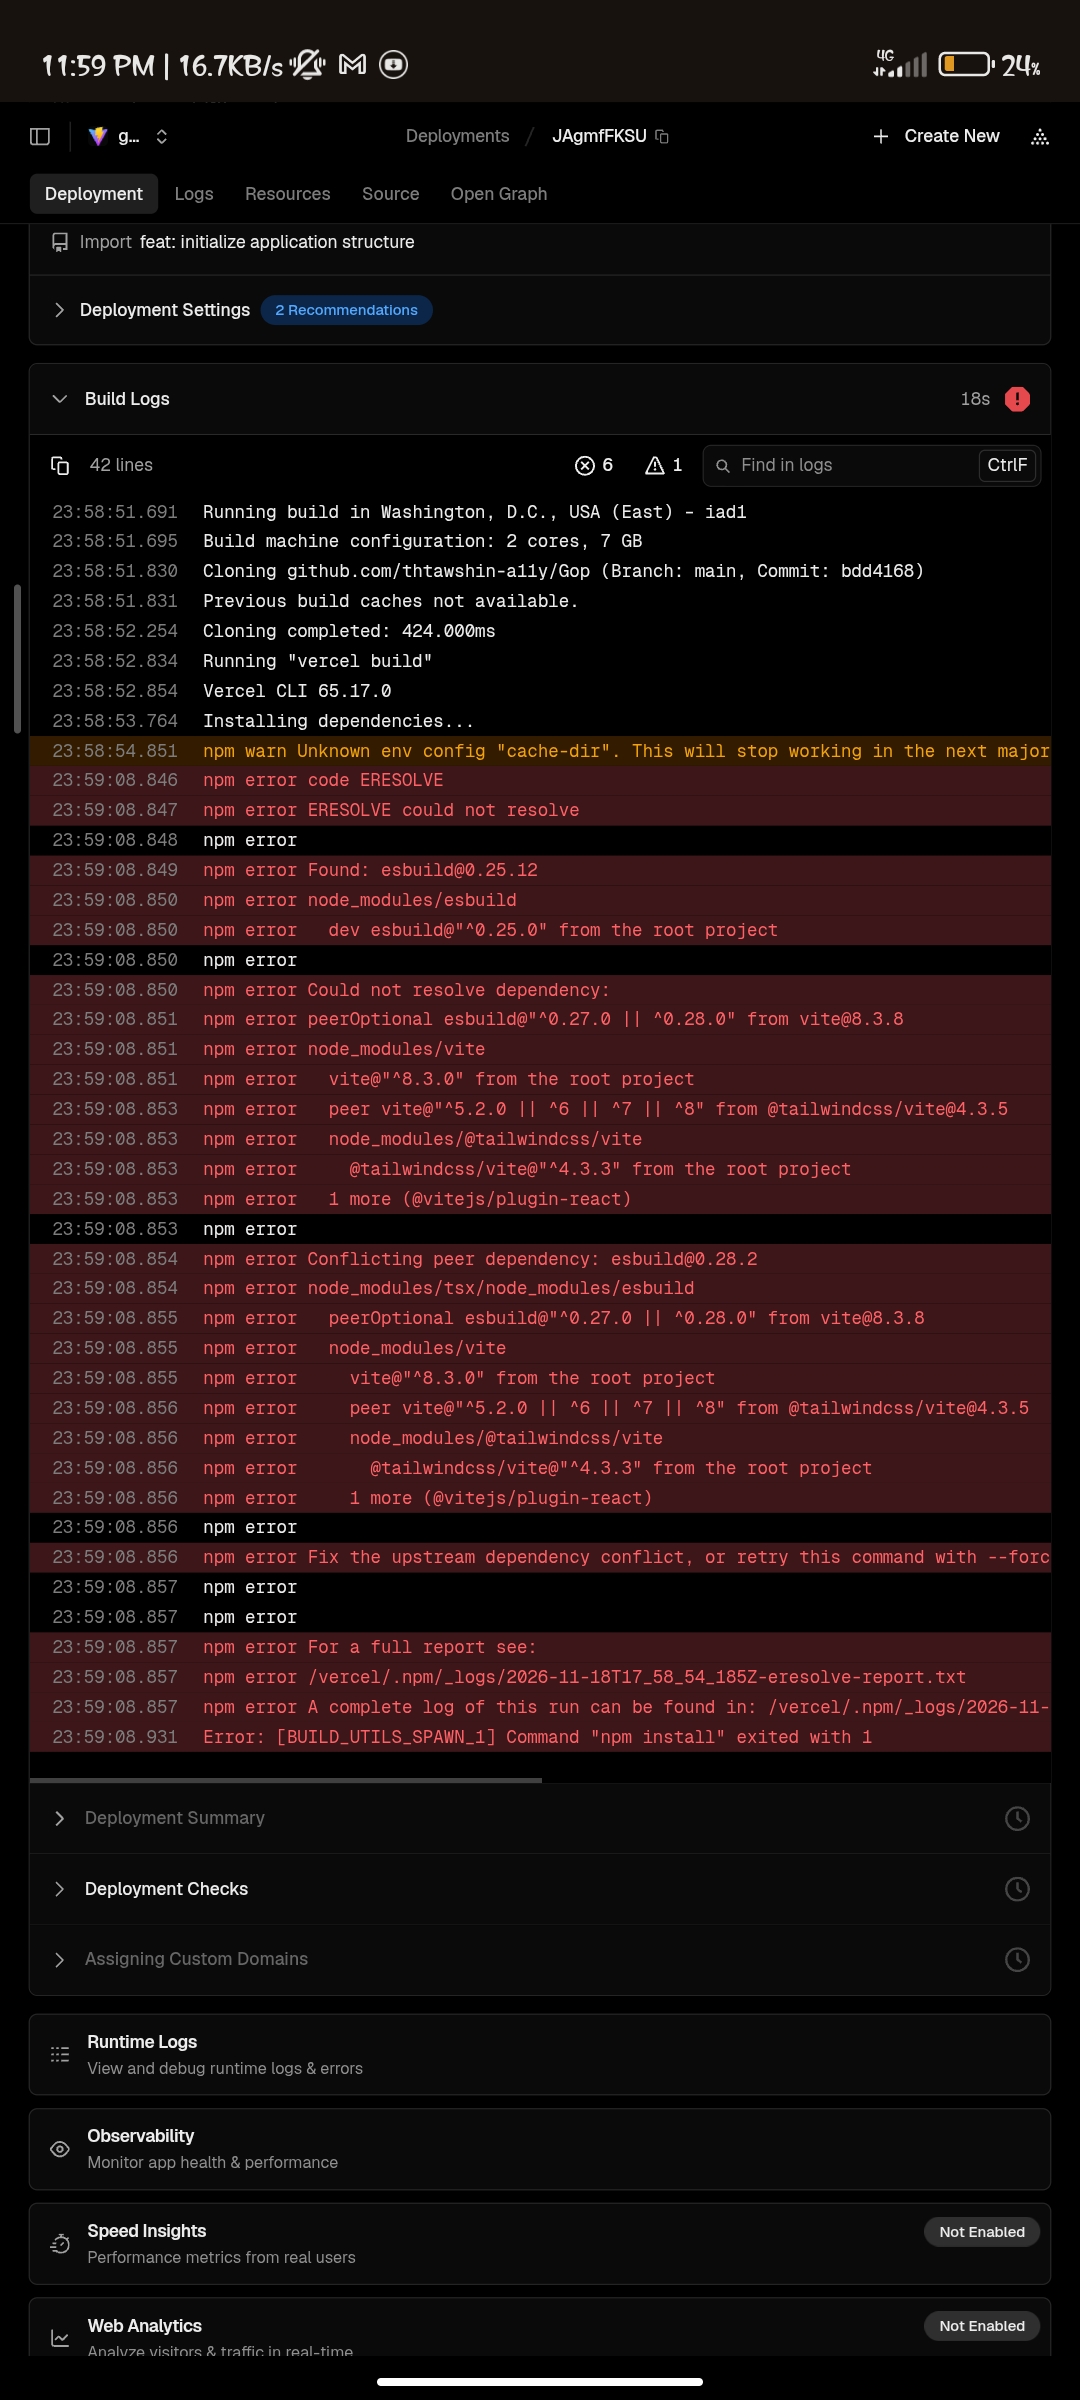 11:59 PM | 16.7KB/s
4G
24%
g...
Deployments / JAgmfFKSU
Create New
Deployment
Logs
Resources
Source
Open Graph
Import feat: initialize application structure
Deployment Settings
2 Recommendations
Build Logs
18s
42 lines
6
1
Find in logs
CtrlF
23:58:51.691 Running build in Washington, D.C., USA (East) – iad1
23:58:51.695 Build machine configuration: 2 cores, 7 GB
23:58:51.830 Cloning github.com/thtawshin-a11y/Gop (Branch: main, Commit: bdd4168)
23:58:51.831 Previous build caches not available.
23:58:52.254 Cloning completed: 424.000ms
23:58:52.834 Running "vercel build"
23:58:52.854 Vercel CLI 65.17.0
23:58:53.764 Installing dependencies...
23:58:54.851 npm warn Unknown env config "cache-dir". This will stop working in the next major
23:59:08.846 npm error code ERESOLVE
23:59:08.847 npm error ERESOLVE could not resolve
23:59:08.848 npm error
23:59:08.849 npm error Found: esbuild@0.25.12
23:59:08.850 npm error node_modules/esbuild
23:59:08.850 npm error   dev esbuild@"^0.25.0" from the root project
23:59:08.850 npm error
23:59:08.850 npm error Could not resolve dependency:
23:59:08.851 npm error peerOptional esbuild@"^0.27.0 || ^0.28.0" from vite@8.3.8
23:59:08.851 npm error node_modules/vite
23:59:08.851 npm error   vite@"^8.3.0" from the root project
23:59:08.853 npm error   peer vite@"^5.2.0 || ^6 || ^7 || ^8" from @tailwindcss/vite@4.3.5
23:59:08.853 npm error   node_modules/@tailwindcss/vite
23:59:08.853 npm error     @tailwindcss/vite@"^4.3.3" from the root project
23:59:08.853 npm error   1 more (@vitejs/plugin-react)
23:59:08.853 npm error
23:59:08.854 npm error Conflicting peer dependency: esbuild@0.28.2
23:59:08.854 npm error node_modules/tsx/node_modules/esbuild
23:59:08.855 npm error   peerOptional esbuild@"^0.27.0 || ^0.28.0" from vite@8.3.8
23:59:08.855 npm error   node_modules/vite
23:59:08.855 npm error     vite@"^8.3.0" from the root project
23:59:08.856 npm error     peer vite@"^5.2.0 || ^6 || ^7 || ^8" from @tailwindcss/vite@4.3.5
23:59:08.856 npm error     node_modules/@tailwindcss/vite
23:59:08.856 npm error       @tailwindcss/vite@"^4.3.3" from the root project
23:59:08.856 npm error     1 more (@vitejs/plugin-react)
23:59:08.856 npm error
23:59:08.856 npm error Fix the upstream dependency conflict, or retry this command with --forc
23:59:08.857 npm error
23:59:08.857 npm error
23:59:08.857 npm error For a full report see:
23:59:08.857 npm error /vercel/.npm/_logs/2026-11-18T17_58_54_185Z-eresolve-report.txt
23:59:08.857 npm error A complete log of this run can be found in: /vercel/.npm/_logs/2026-11-
23:59:08.931 Error: [BUILD_UTILS_SPAWN_1] Command "npm install" exited with 1
Deployment Summary
Deployment Checks
Assigning Custom Domains
Runtime Logs
View and debug runtime logs & errors
Observability
Monitor app health & performance
Speed Insights
Not Enabled
Performance metrics from real users
Web Analytics
Not Enabled
Analyze visitors & traffic in real-time